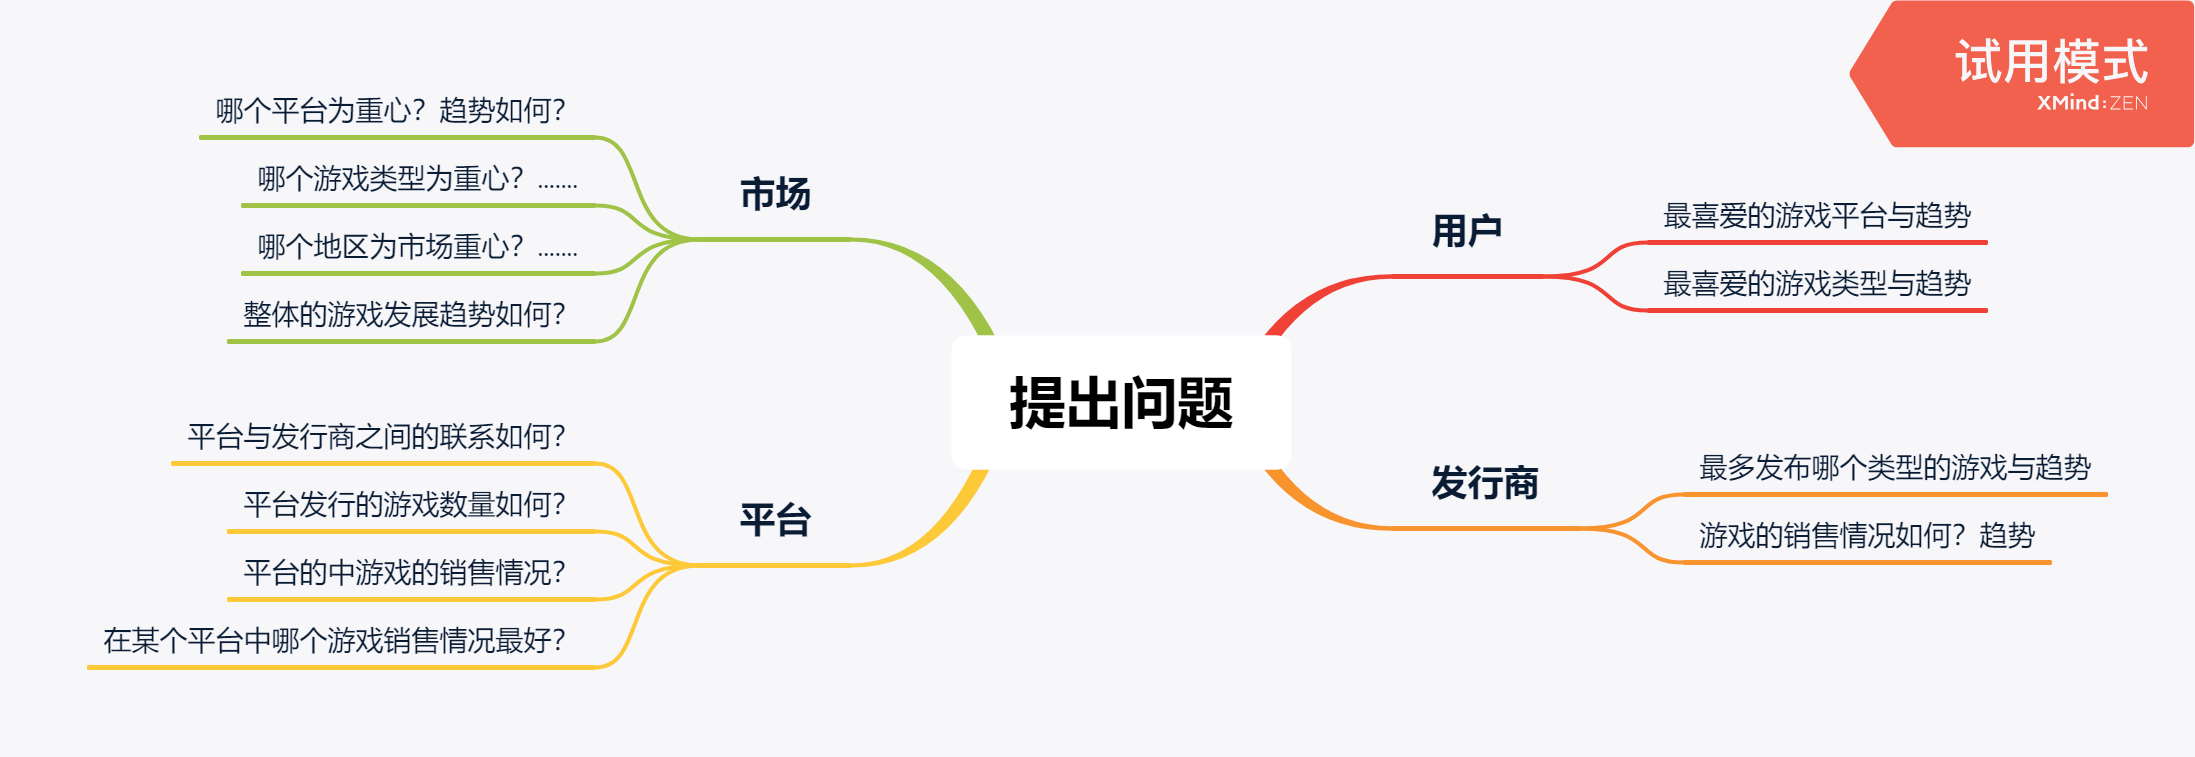 试用模式
XMind:ZEN
提出问题
用户
最喜爱的游戏平台与趋势
最喜爱的游戏类型与趋势
发行商
最多发布哪个类型的游戏与趋势
游戏的销售情况如何？趋势
市场
哪个平台为重心？趋势如何？
哪个游戏类型为重心？.......
哪个地区为市场重心？.......
整体的游戏发展趋势如何？
平台
平台与发行商之间的联系如何？
平台发行的游戏数量如何？
平台的中游戏的销售情况？
在某个平台中哪个游戏销售情况最好？